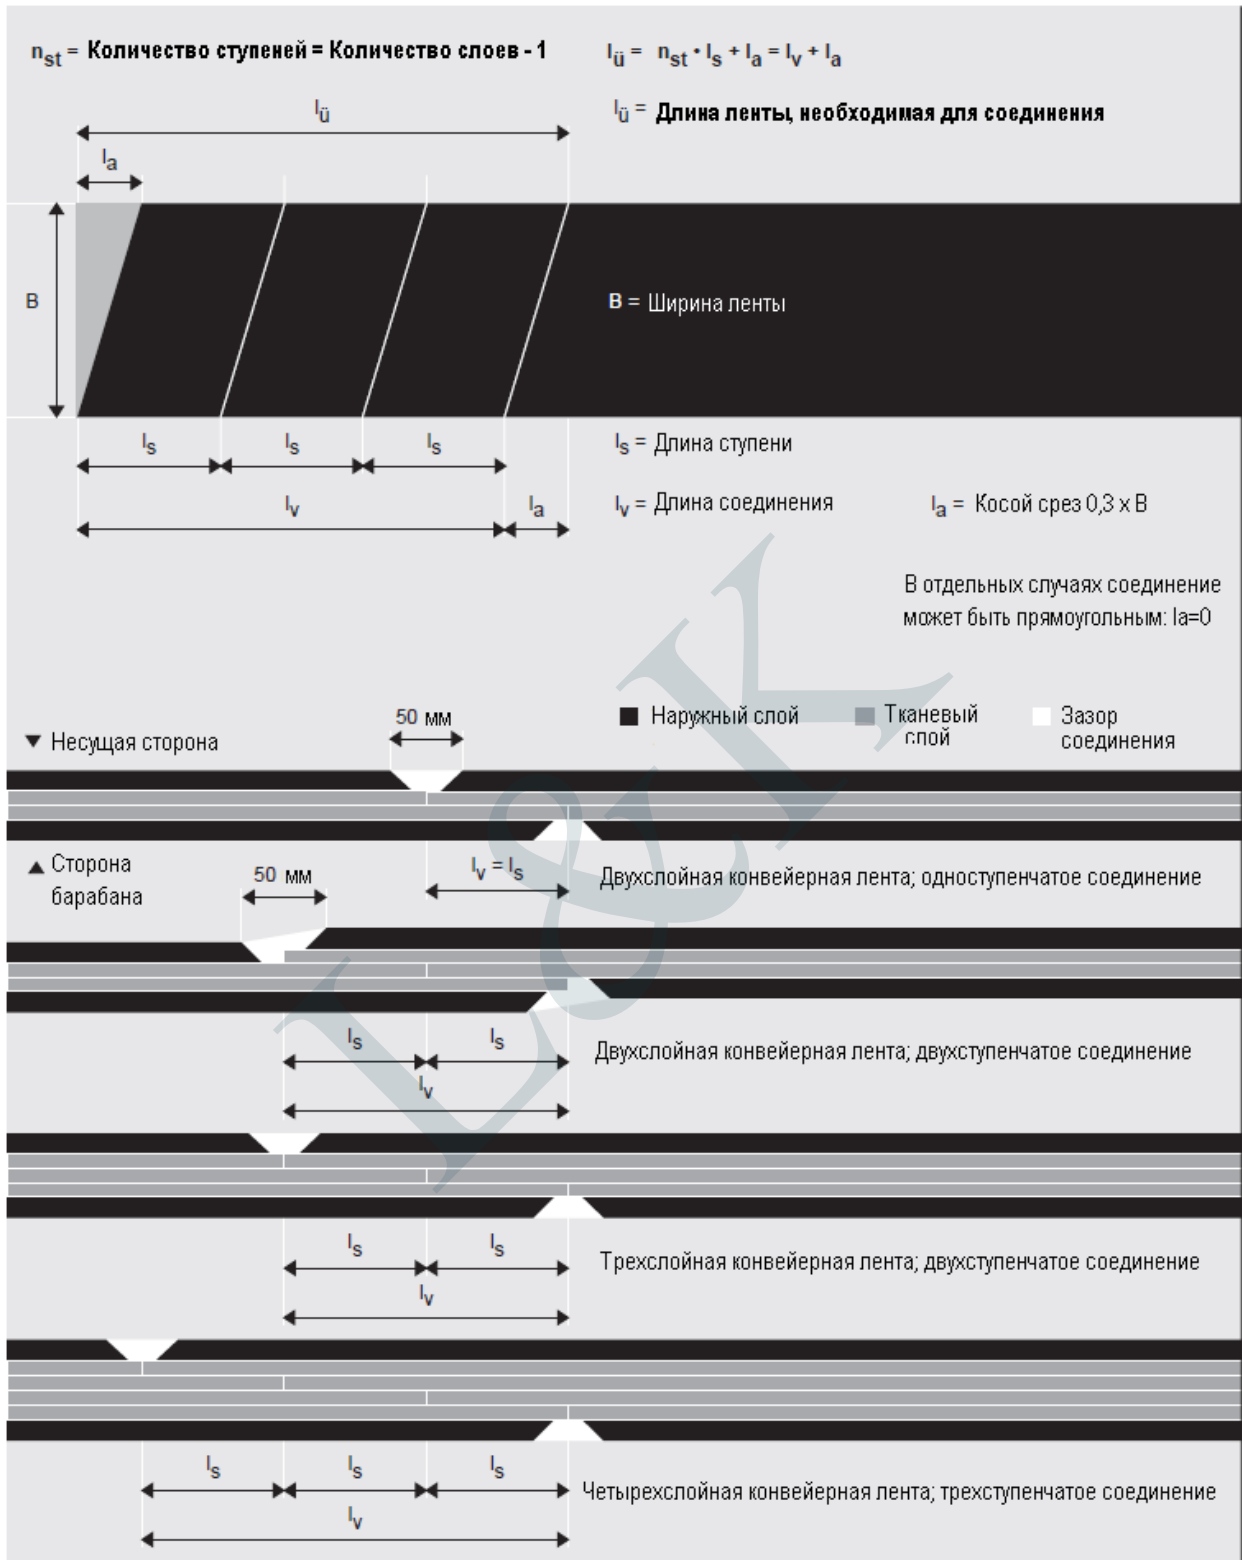 nst = Количество ступеней = Количество слоев - 1
lü = nst • ls + la = lv + la
lü = Длина ленты, необходимая для соединения
lü
la
B
B = Ширина ленты
ls
ls
ls
ls = Длина ступени
lv
la
lv = Длина соединения
la = Косой срез 0,3 x B
В отдельных случаях соединение
может быть прямоугольным: la=0
50 мм
Наружный слой
Тканевый
слой
Зазор
соединения
▼ Несущая сторона
▲ Сторона
барабана
50 мм
lv = ls
Двухслойная конвейерная лента; одноступенчатое соединение
ls
ls
lv
Двухслойная конвейерная лента; двухступенчатое соединение
ls
ls
lv
Трехслойная конвейерная лента; двухступенчатое соединение
ls
ls
ls
lv
Четырехслойная конвейерная лента; трехступенчатое соединение
L&K